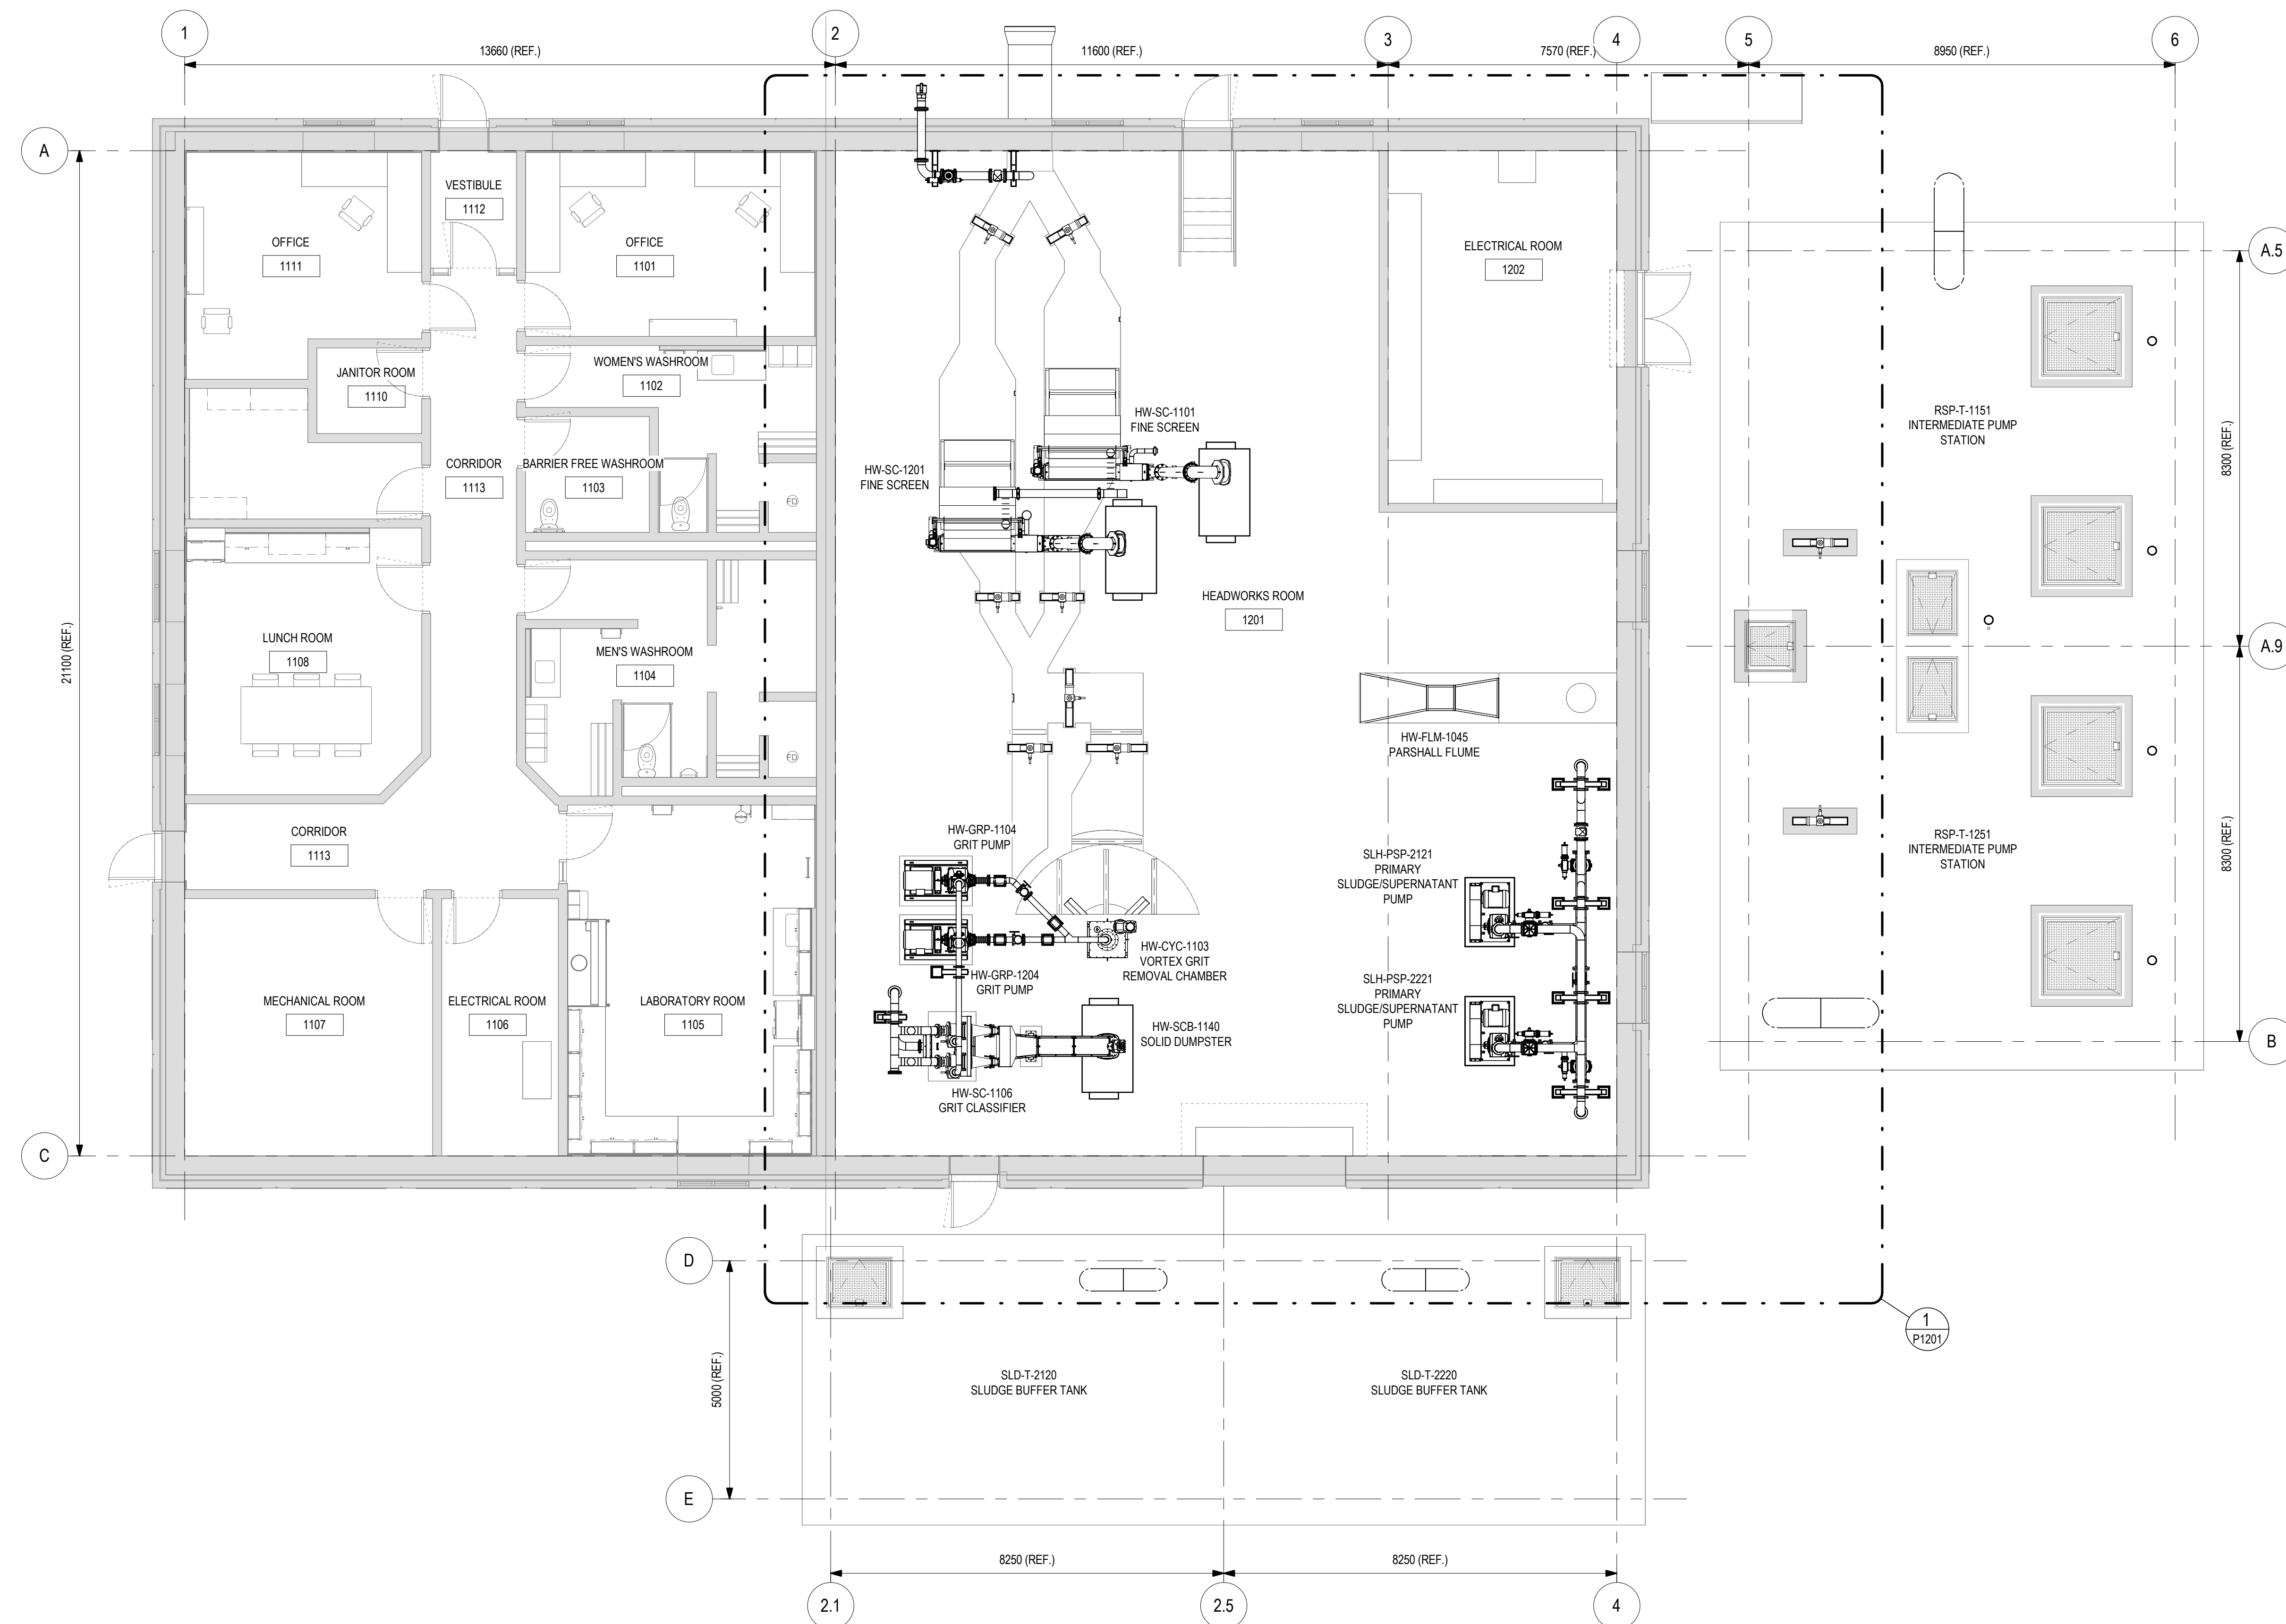 1
2
3
4
5
6
13660 (REF.)
11600 (REF.)
7570 (REF.)
8950 (REF.)
A
A.5
A.9
B
C
D
E
21100 (REF.)
8300 (REF.)
8300 (REF.)
5000 (REF.)
OFFICE
1111
VESTIBULE
1112
OFFICE
1101
ELECTRICAL ROOM
1202
JANITOR ROOM
1110
WOMEN'S WASHROOM
1102
CORRIDOR
1113
BARRIER FREE WASHROOM
1103
FD
HW-SC-1101
FINE SCREEN
HW-SC-1201
FINE SCREEN
RSP-T-1151
INTERMEDIATE PUMP
STATION
HEADWORKS ROOM
1201
LUNCH ROOM
1108
MEN'S WASHROOM
1104
FD
HW-FLM-1045
PARSHALL FLUME
CORRIDOR
1113
HW-GRP-1104
GRIT PUMP
SLH-PSP-2121
PRIMARY
SLUDGE/SUPERNATANT
PUMP
RSP-T-1251
INTERMEDIATE PUMP
STATION
HW-CYC-1103
VORTEX GRIT
REMOVAL CHAMBER
HW-GRP-1204
GRIT PUMP
MECHANICAL ROOM
1107
ELECTRICAL ROOM
1106
LABORATORY ROOM
1105
SLH-PSP-2221
PRIMARY
SLUDGE/SUPERNATANT
PUMP
HW-SCB-1140
SOLID DUMPSTER
HW-SC-1106
GRIT CLASSIFIER
1
P1201
SLD-T-2120
SLUDGE BUFFER TANK
SLD-T-2220
SLUDGE BUFFER TANK
8250 (REF.)
8250 (REF.)
2.1
2.5
4